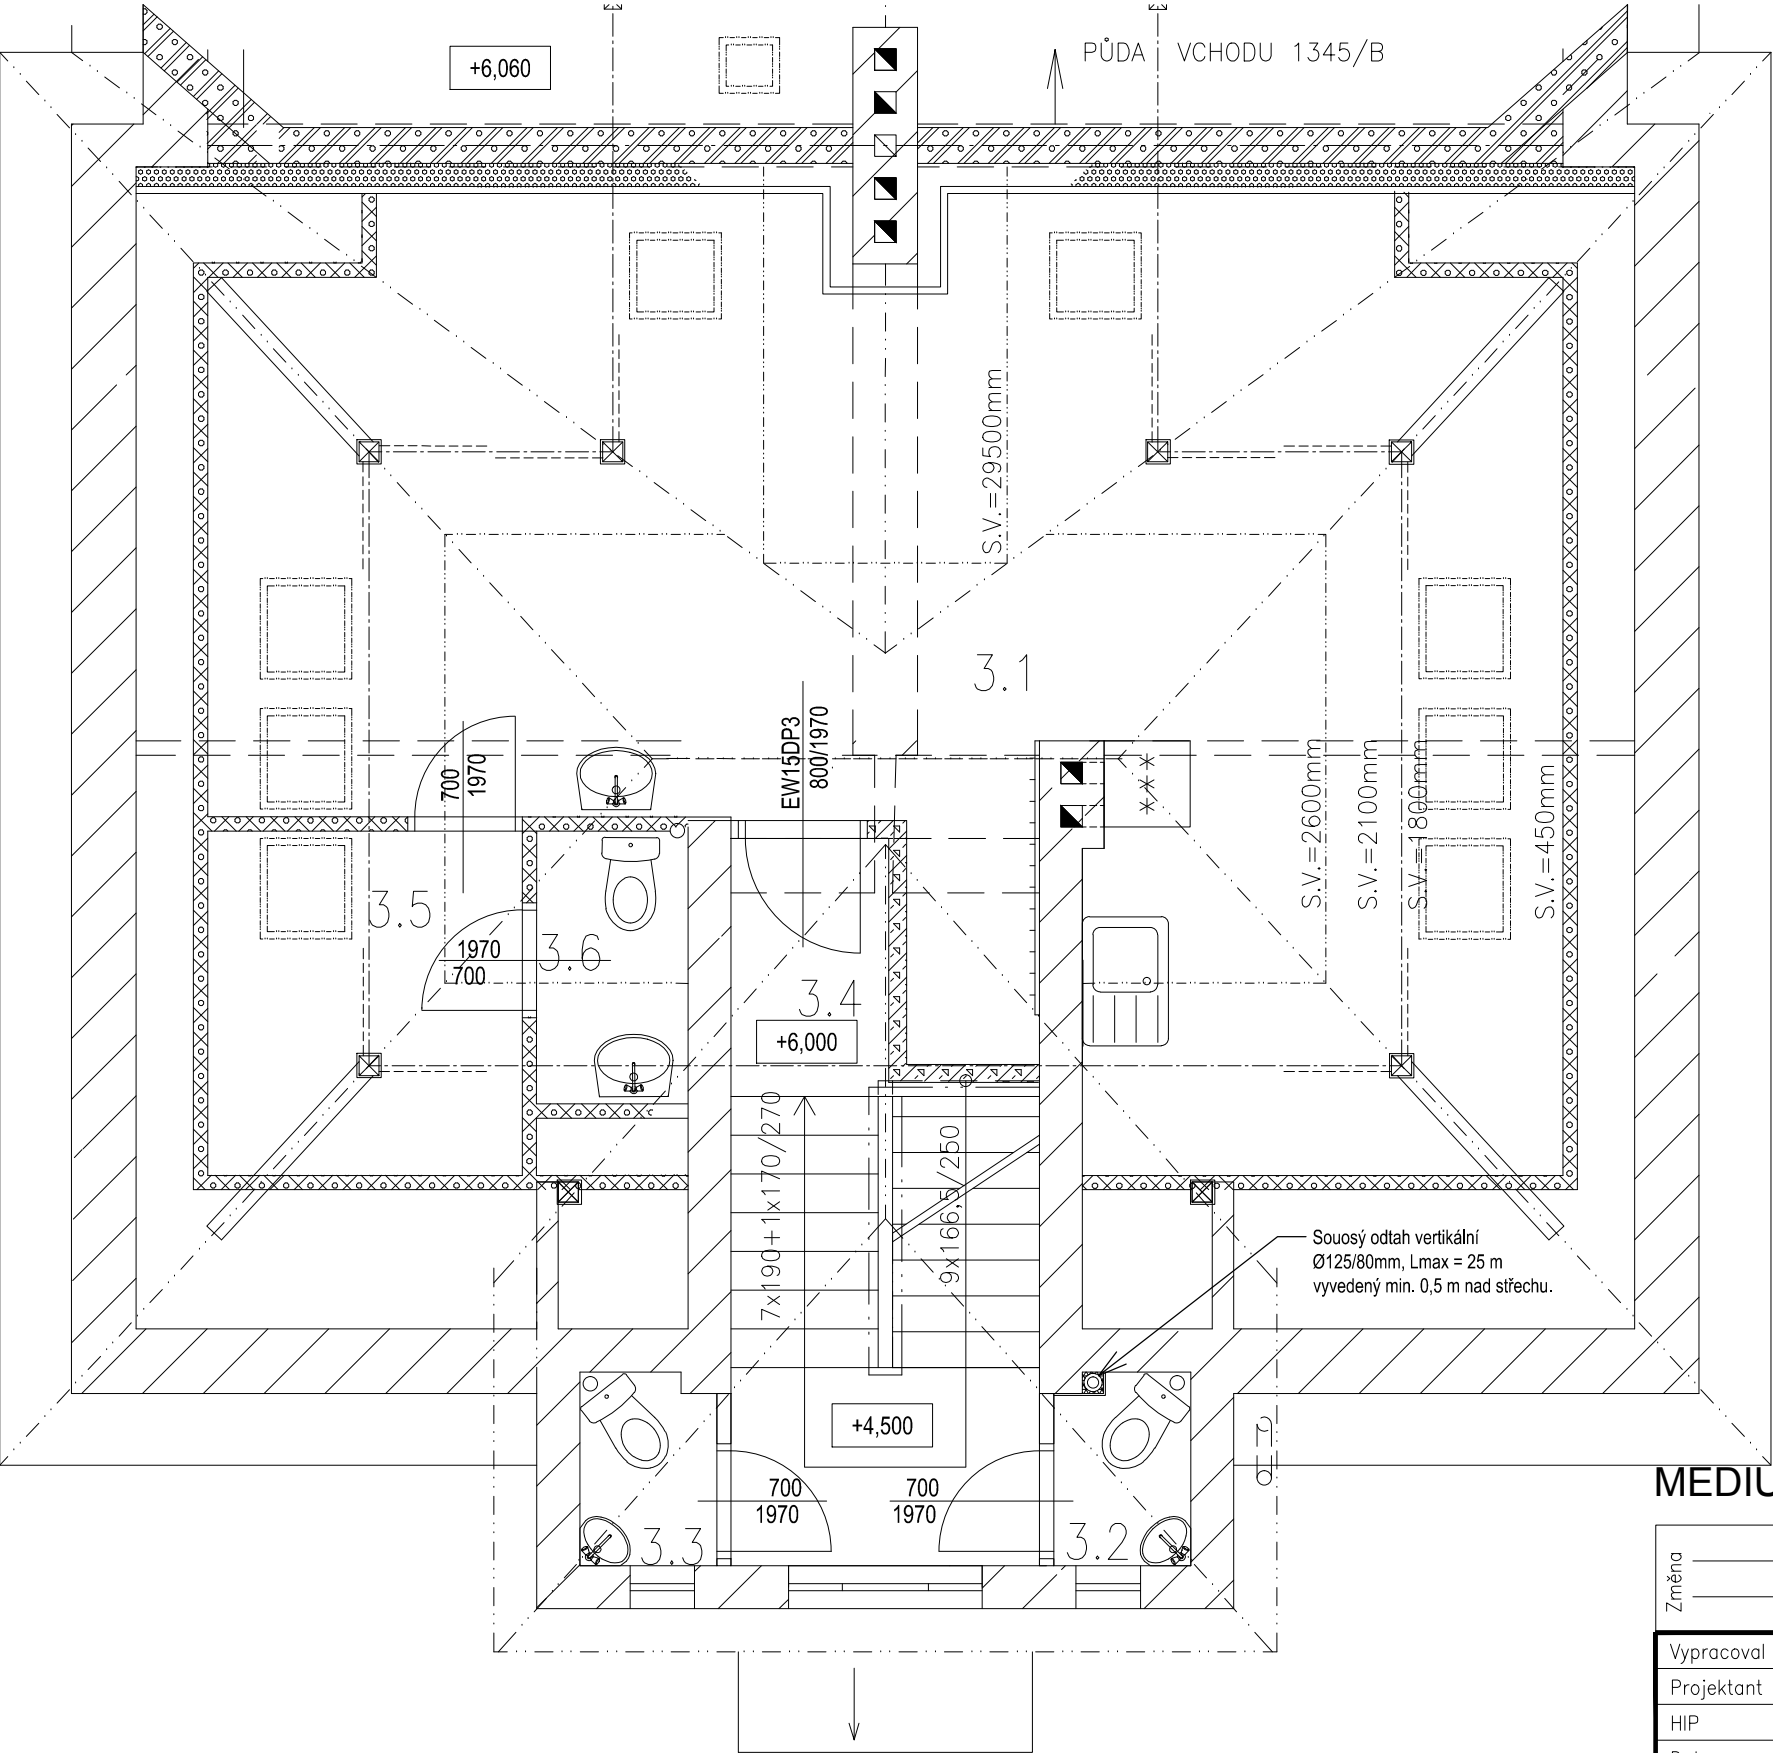 +6,060
PŮDA VCHODU 1345/B
S.V.=29500mm
3.1
EW15DP3
800/1970
700
1970
S.V.=2600mm
S.V.=2100mm
S.V.=1800mm
S.V.=450mm
3.5
1970
700
3.6
3.4
+6,000
7x190+1x170/270
9x166,5/250
Souosý odtah vertikální
Ø125/80mm, Lmax = 25 m
vyvedený min. 0,5 m nad střechu.
+4,500
700
1970
700
1970
3.3
3.2
MEDIU
Změna
Vypracoval
Projektant
HIP